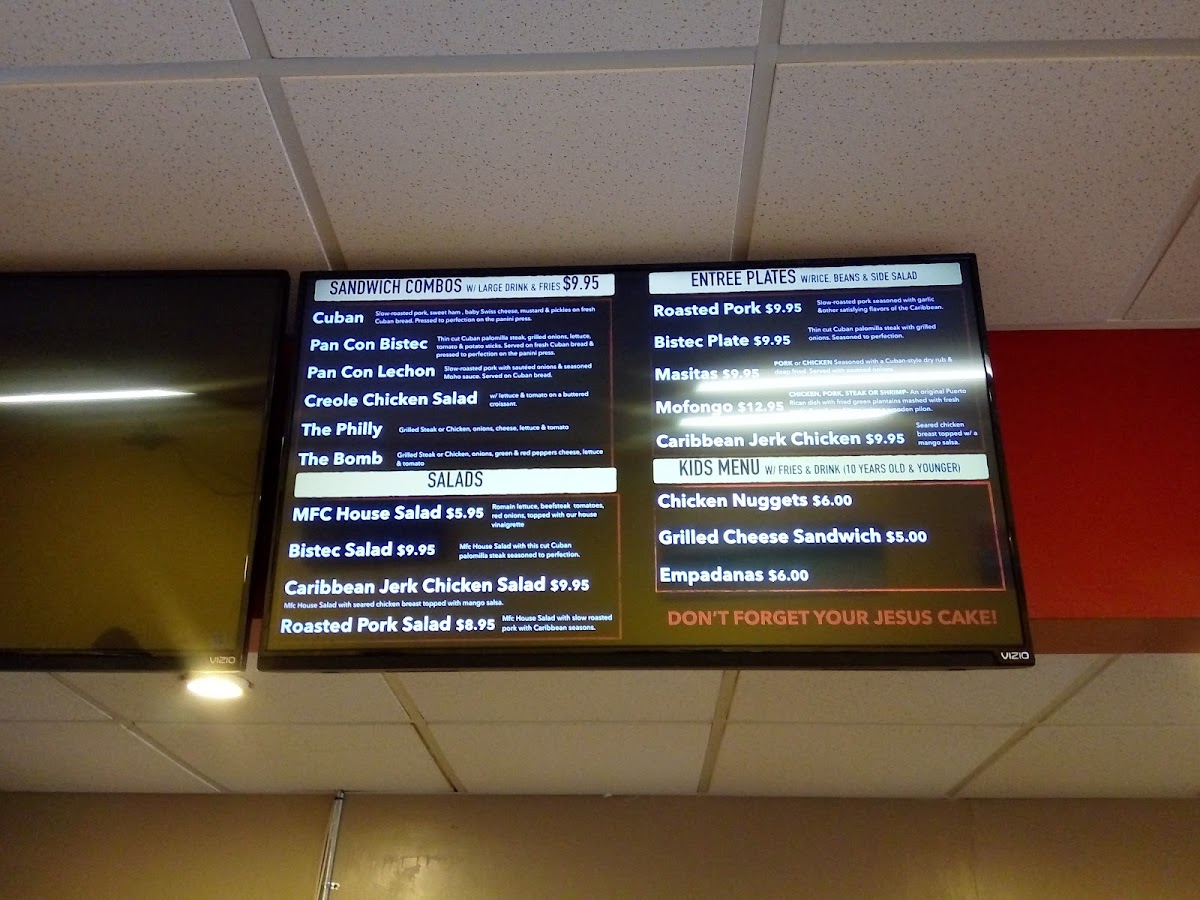 SANDWICH COMBOS W/ LARGE DRINK & FRIES $9.95
Cuban
Slow-roasted pork, sweet ham , baby Swiss cheese, mustard & pickles on fresh
Cuban bread. Pressed to perfection on the panini press.
Pan Con Bistec
Thin cut Cuban palomilla steak, grilled onions, lettuce,
tomato & potato sticks. Served on fresh Cuban bread &
pressed to perfection on the panini press.
Pan Con Lechon
Slow-roasted pork with sautéed onions & seasoned
Moho sauce. Served on Cuban bread.
Creole Chicken Salad
w/ lettuce & tomato on a buttered
croissant.
The Philly
Grilled Steak or Chicken, onions, cheese, lettuce & tomato
The Bomb
Grilled Steak or Chicken, onions, green & red peppers cheese, lettuce
& tomato
SALADS
MFC House Salad $5.95
Romain lettuce, beefsteak tomatoes,
red onions, topped with our house
vinaigrette
Bistec Salad $9.95
Mfc House Salad with this cut Cuban
palomilla steak seasoned to perfection.
Caribbean Jerk Chicken Salad $9.95
Mfc House Salad with seared chicken breast topped with mango salsa.
Roasted Pork Salad $8.95
Mfc House Salad with slow roasted
pork with Caribbean seasons.
ENTREE PLATES W/RICE, BEANS & SIDE SALAD
Roasted Pork $9.95
Slow-roasted pork seasoned with garlic
&other satisfying flavors of the Caribbean.
Bistec Plate $9.95
Thin cut Cuban palomilla steak with grilled
onions. Seasoned to perfection.
Masitas $9.95
PORK or CHICKEN Seasoned with a Cuban-style dry rub &
deep fried. Served with sauteed onions
Mofongo $12.95
CHICKEN, PORK, STEAK OR SHRIMP- An original Puerto
Rican dish with fried green plantains mashed with fresh
wooden pilon.
Caribbean Jerk Chicken $9.95
Seared chicken
breast topped w/ a
mango salsa.
KIDS MENU W/ FRIES & DRINK (10 YEARS OLD & YOUNGER)
Chicken Nuggets $6.00
Grilled Cheese Sandwich $5.00
Empadanas $6.00
DON'T FORGET YOUR JESUS CAKE!
VIZIO
VIZIO